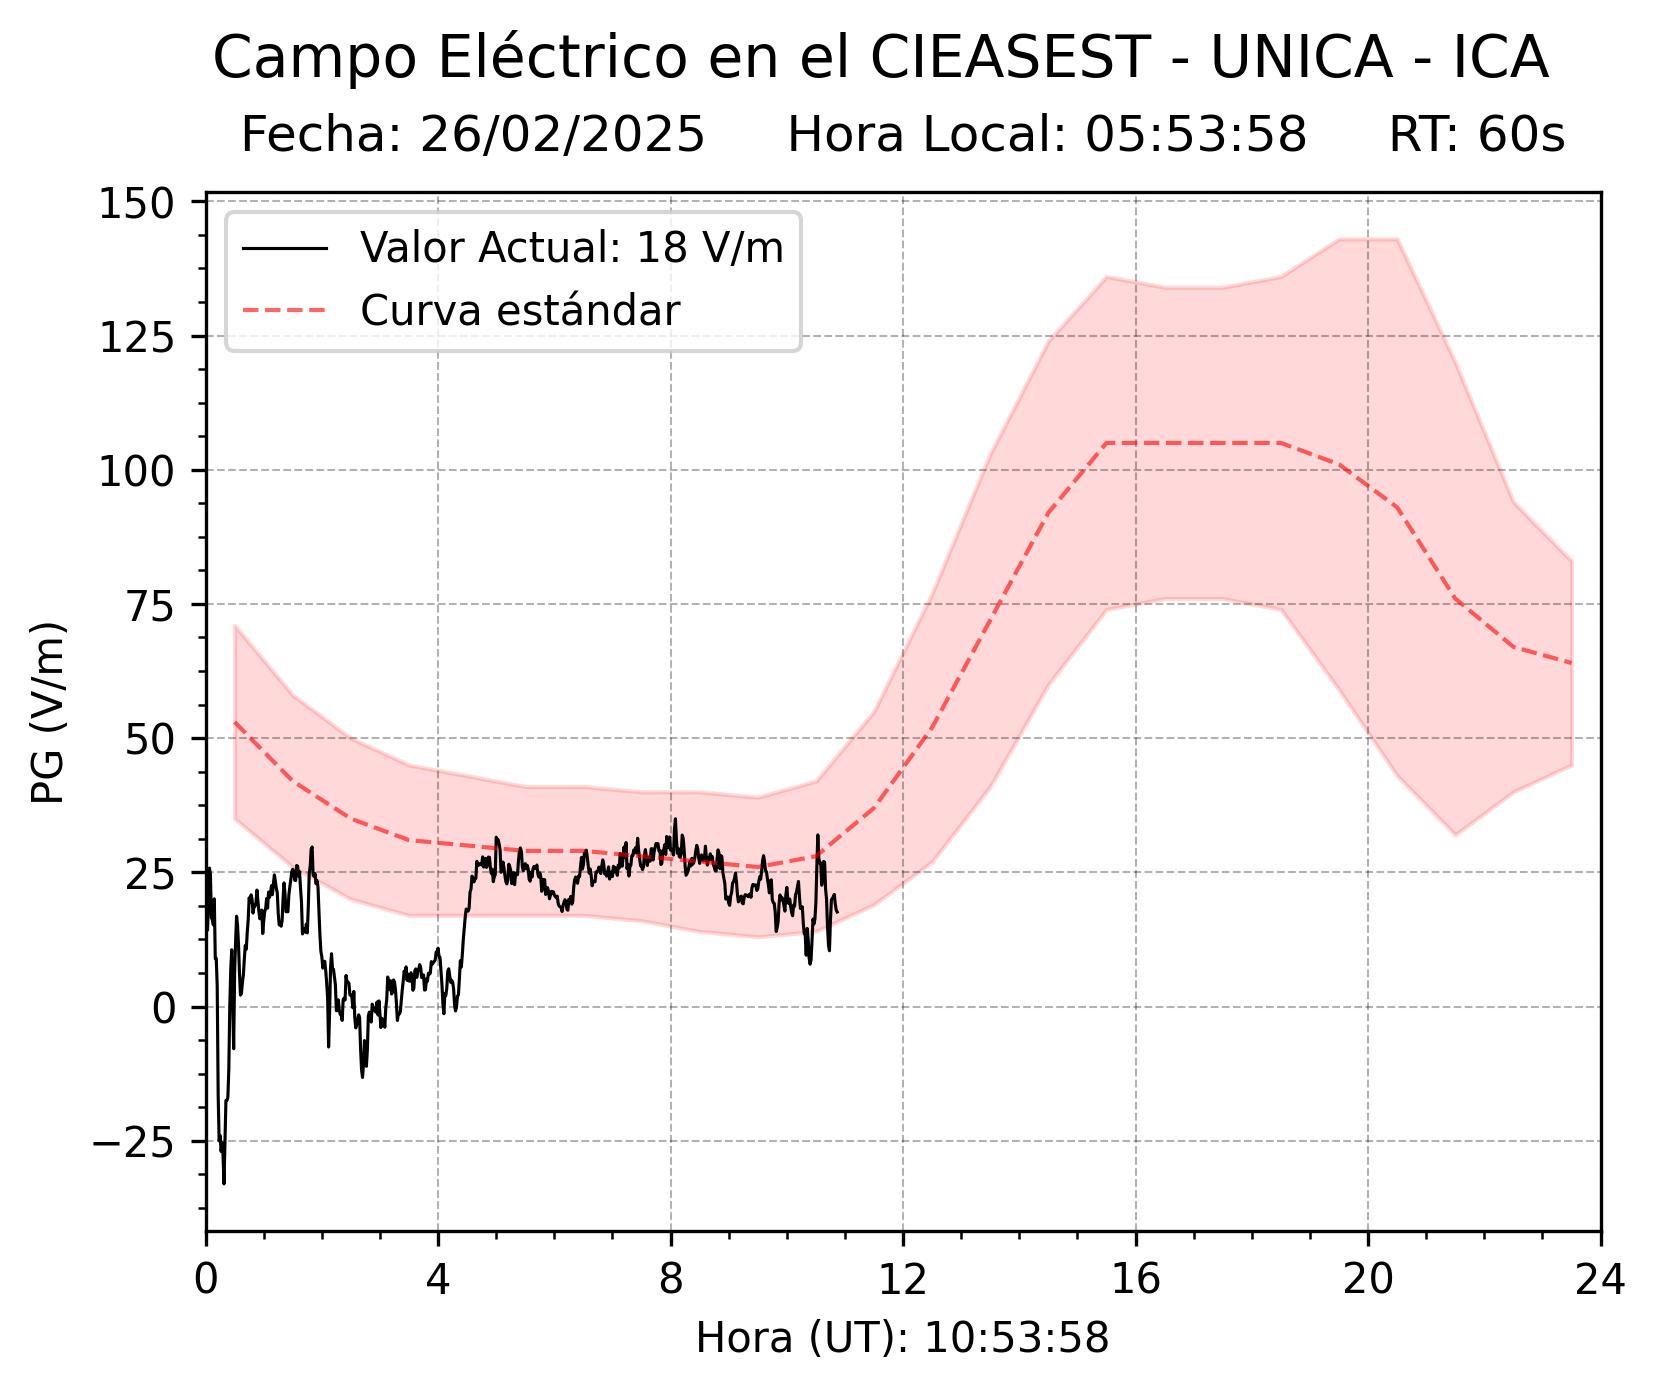 Campo Eléctrico en el CIEASEST - UNICA - ICA
Fecha: 26/02/2025 Hora Local: 05:53:58 RT: 60s
Valor Actual: 18 V/m
Curva estándar
PG (V/m)
150
125
100
75
50
25
0
−25
0 4 8 12 16 20 24
Hora (UT): 10:53:58